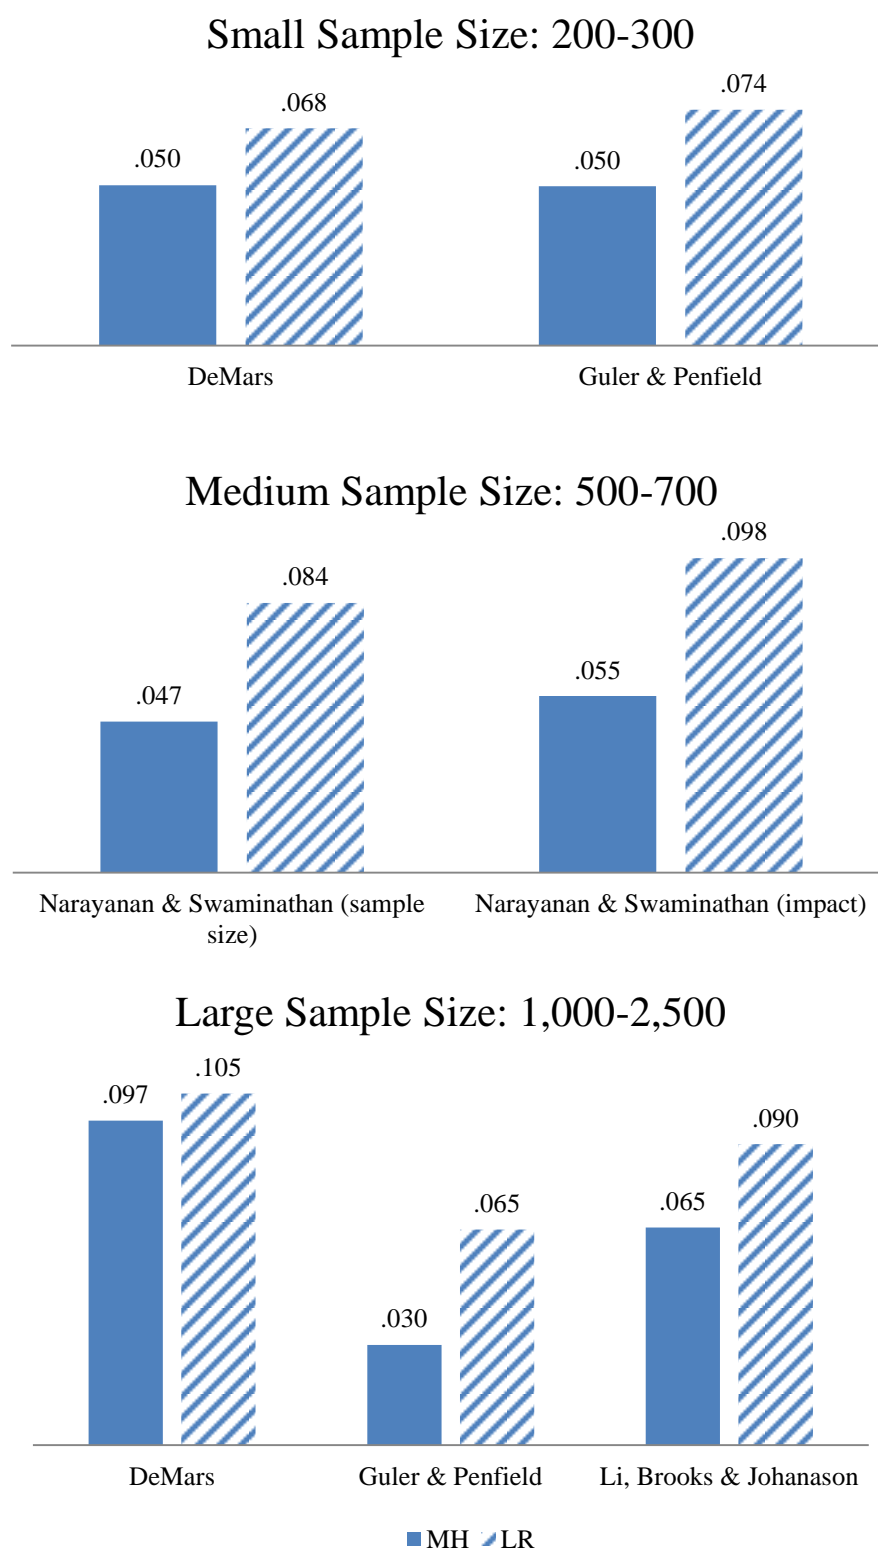 Small Sample Size: 200-300
.050
.068
.050
.074
DeMars
Guler & Penfield
Medium Sample Size: 500-700
.047
.084
.055
.098
Narayanan & Swaminathan (sample
size)
Narayanan & Swaminathan (impact)
Large Sample Size: 1,000-2,500
.097
.105
.030
.065
.065
.090
DeMars
Guler & Penfield
Li, Brooks & Johanason
MH LR